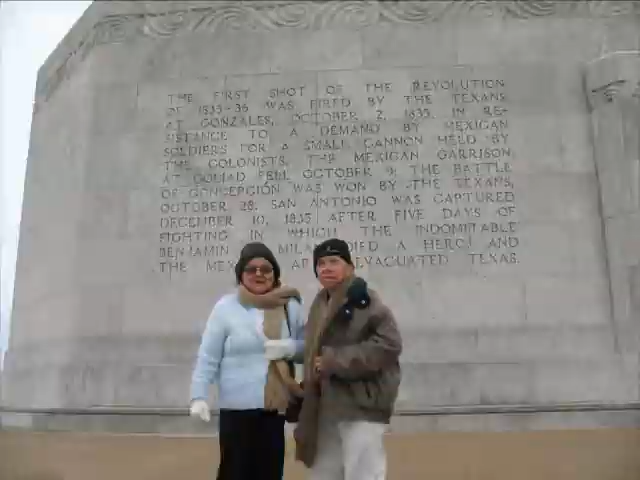 THE FIRST SHOT OF THE REVOLUTION
OF 1835-36 WAS FIRED BY THE TEXANS
AT GONZALES, OCTOBER 2, 1835, IN RE-
SISTANCE TO A DEMAND BY MEXICAN
SOLDIERS FOR A SMALL CANNON HELD BY
THE COLONISTS. THE MEXICAN GARRISON
AT GOLIAD FELL OCTOBER 9; THE BATTLE
OF CONCEPCION WAS WON BY THE TEXANS,
OCTOBER 28. SAN ANTONIO WAS CAPTURED
DECEMBER 10, 1835 AFTER FIVE DAYS OF
FIGHTING IN WHICH THE INDOMITABLE
BENJAMIN MILA DIED A HERO, AND
THE MEX AR EVACUATED TEXAS.